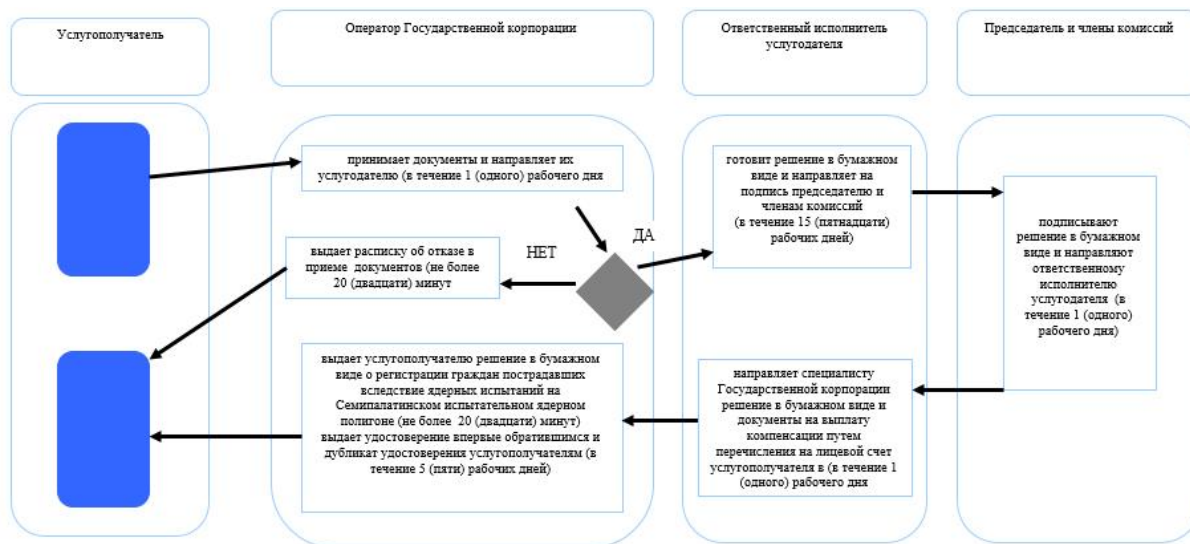 Услугополучатель
Оператор Государственной корпорации
Ответственный исполнитель
услугодателя
Председатель и члены комиссий
принимает документы и направляет их
услугодателю (в течение 1 (одного) рабочего дня
готовит решение в бумажном
виде и направляет на
подпись председателю и
членам комиссий
(в течение 15 (пятнадцати)
рабочих дней)
подписывают
решение в бумажном
виде и направляют
ответственному
исполнителю
услугодателя (в
течение 1 (одного)
рабочего дня)
ДА
НЕТ
выдает расписку об отказе в
приеме документов (не более
20 (двадцати) минут
выдает услугополучателю решение в бумажном
виде о регистрации граждан пострадавших
вследствие ядерных испытаний на
Семипалатинском испытательном ядерном
полигоне (не более 20 (двадцати) минут)
выдает удостоверение впервые обратившимся и
дубликат удостоверения услугополучателям (в
течение 5 (пяти) рабочих дней)
направляет специалисту
Государственной корпорации
решение в бумажном виде и
документы на выплату
компенсации путем
перечисления на лицевой счет
услугополучателя в (в течение 1
(одного) рабочего дня